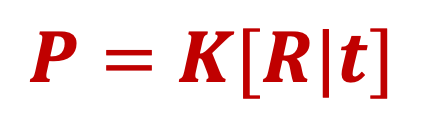 P = K[R|t]